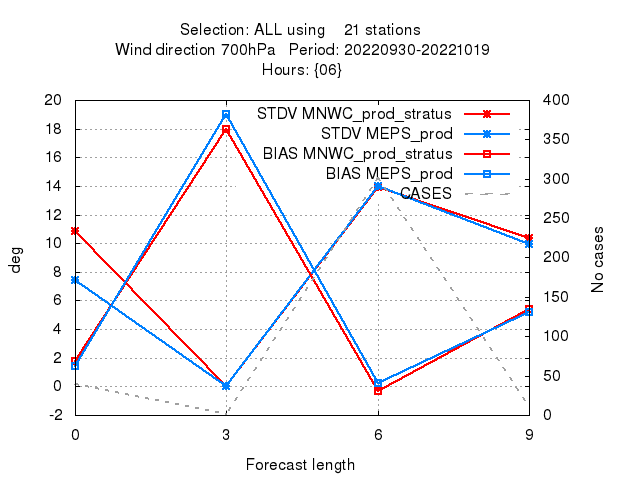 Selection: ALL using    21 stations
Wind direction 700hPa   Period: 20220930-20221019
Hours: {06}
STDV MNWC_prod_stratus
STDV MEPS_prod
BIAS MNWC_prod_stratus
BIAS MEPS_prod
CASES
20
18
16
14
12
10
8
6
4
2
0
-2
400
350
300
250
200
150
100
50
0
deg
No cases
0 3 6 9
Forecast length